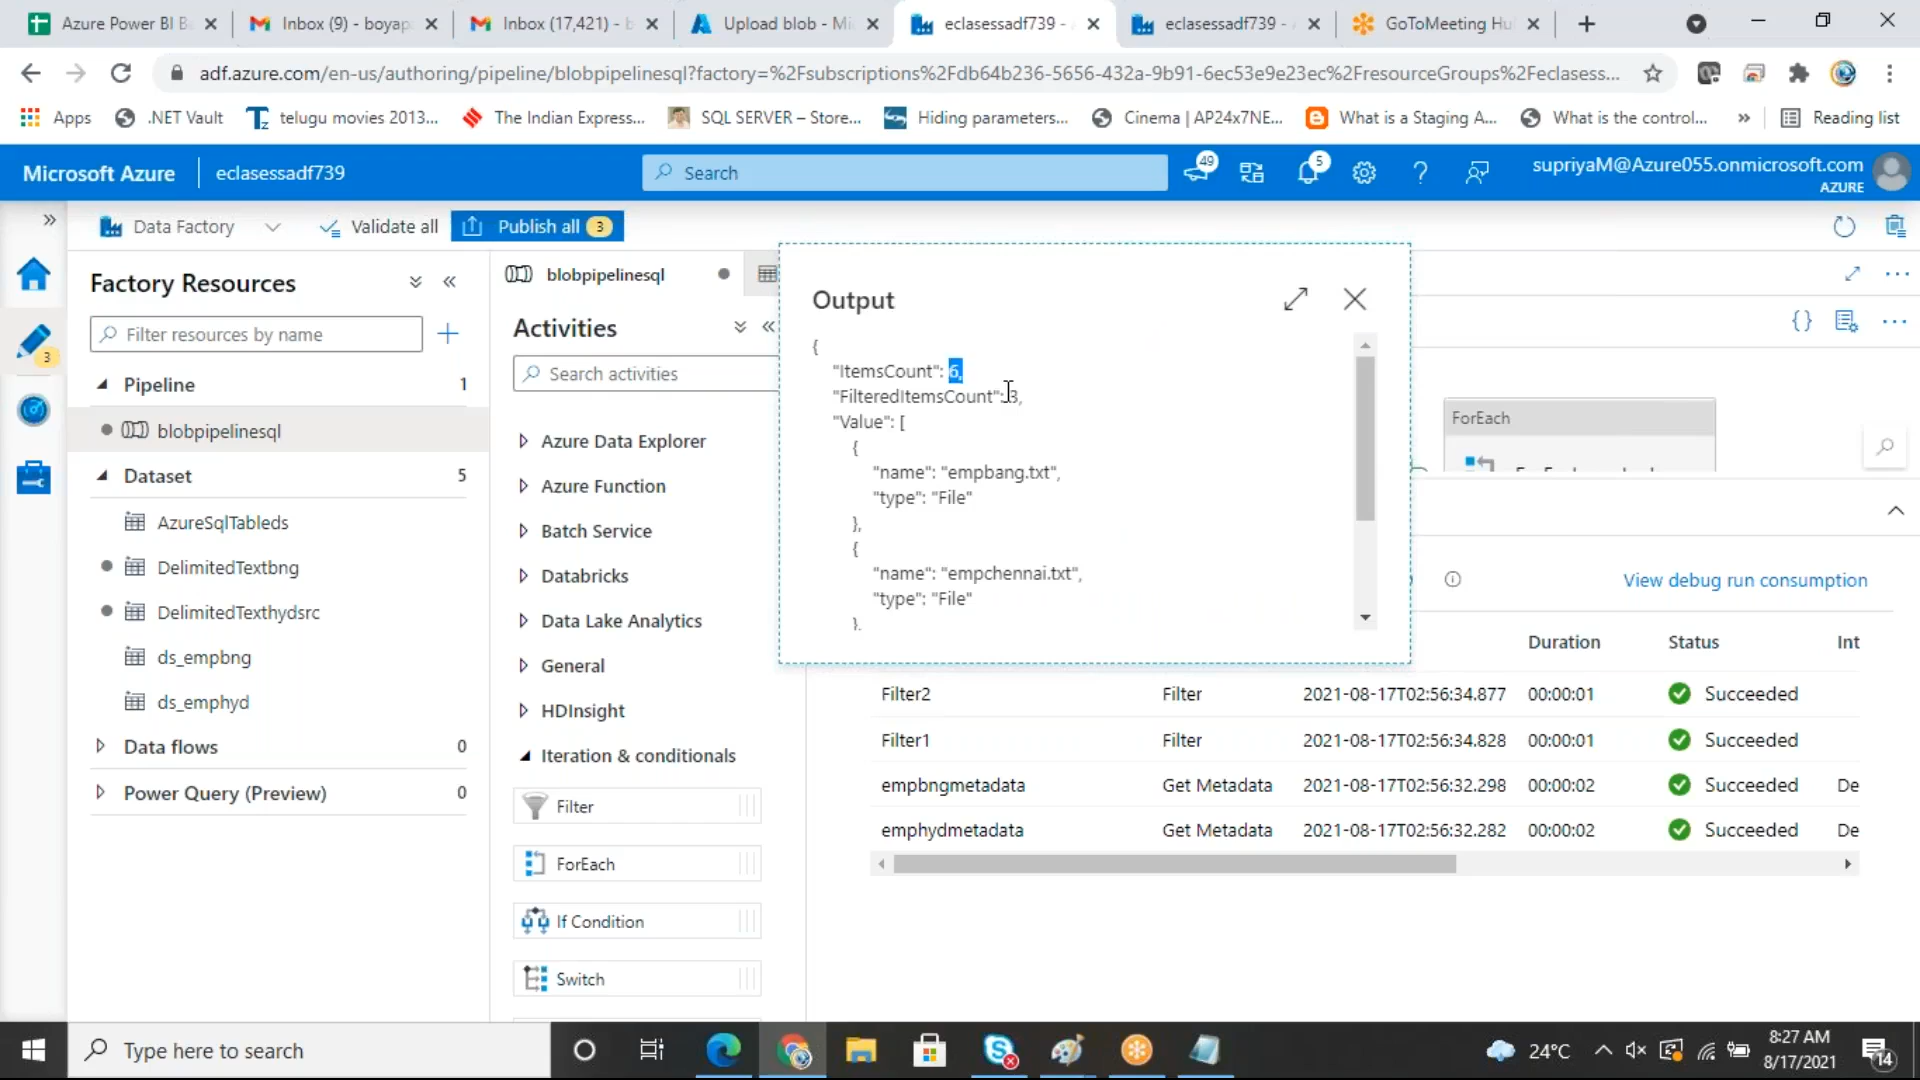 Azure Power BI B
Inbox (9) - boyap
Inbox (17,421) - b
Upload blob - Mi
eclasessadf739 -
eclasessadf739 -
GoToMeeting Hu
adf.azure.com/en-us/authoring/pipeline/blobpipelinesql?factory=%2Fsubscriptions%2Fdb64b236-5656-432a-9b91-6ec53e9e23ec%2FresourceGroups%2Feclasess...
Apps
.NET Vault
telugu movies 2013...
The Indian Express...
SQL SERVER – Store...
Hiding parameters...
Cinema | AP24x7NE...
What is a Staging A...
What is the control...
»
Reading list
Microsoft Azure
eclasessadf739
Search
49
5
supriyaM@Azure055.onmicrosoft.com
AZURE
Data Factory
Validate all
Publish all 3
Factory Resources
Filter resources by name
3
Pipeline 1
blobpipelinesql
Dataset 5
AzureSqlTableds
DelimitedTextbng
DelimitedTexthydsrc
ds_empbng
ds_emphyd
Data flows 0
Power Query (Preview) 0
blobpipelinesql
Activities
Search activities
Azure Data Explorer
Azure Function
Batch Service
Databricks
Data Lake Analytics
General
HDInsight
Iteration & conditionals
Filter
ForEach
If Condition
Switch
Output
{
"ItemsCount": 6,
"FilteredItemsCount": 3,
"Value": [
{
"name": "empbang.txt",
"type": "File"
},
{
"name": "empchennai.txt",
"type": "File"
},
ForEach
View debug run consumption
Duration Status Int
Filter2 Filter 2021-08-17T02:56:34.877 00:00:01 Succeeded
Filter1 Filter 2021-08-17T02:56:34.828 00:00:01 Succeeded
empbngmetadata Get Metadata 2021-08-17T02:56:32.298 00:00:02 Succeeded De
emphydmetadata Get Metadata 2021-08-17T02:56:32.282 00:00:02 Succeeded De
Type here to search
24°C
8:27 AM
8/17/2021
14